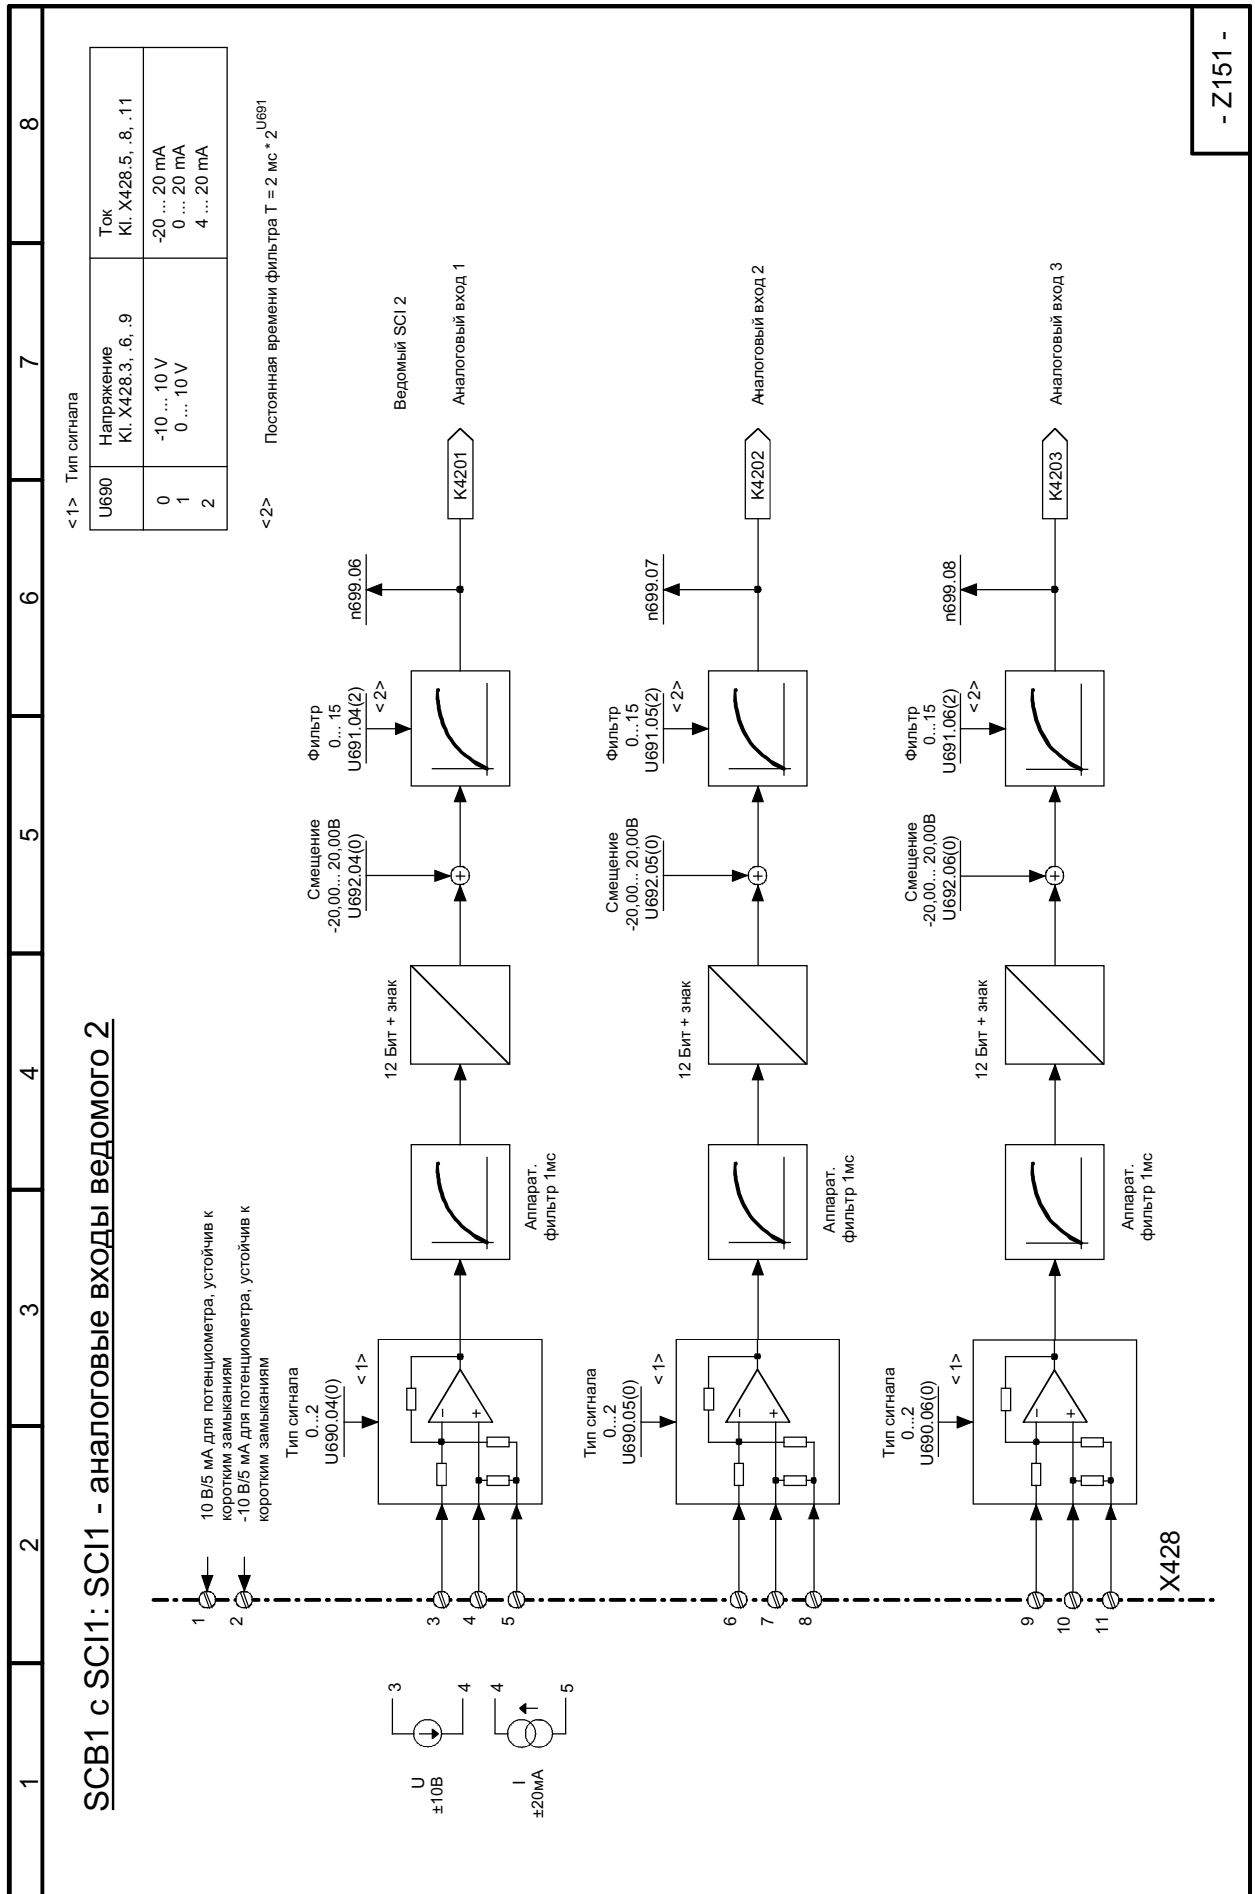 1
2
3
4
5
6
7
8
SCB1 с SCI1: SCI1 - аналоговые входы ведомого 2
<1> Тип сигнала
U690
Напряжение
Kl. X428.3, .6, .9
Ток
Kl. X428.5, .8, .11
0
-10 ... 10 V
-20 ... 20 mA
1
0 ... 10 V
0 ... 20 mA
2
4 ... 20 mA
<2>
Постоянная времени фильтра T = 2 мс * 2 U691
1
10 В/5 мА для потенциометра, устойчив к
коротким замыканиям
2
-10 В/5 мА для потенциометра, устойчив к
коротким замыканиям
U
±10В
3
4
I
±20мА
4
5
Ведомый SCI 2
3
4
5
Тип сигнала
0...2
U690.04(0)
<1>
-
+
Аппарат.
фильтр 1мс
12 Бит + знак
Смещение
-20,00... 20,00В
U692.04(0)
+
Фильтр
0... 15
U691.04(2)
<2>
n699.06
K4201
Аналоговый вход 1
6
7
8
Тип сигнала
0...2
U690.05(0)
<1>
-
+
Аппарат.
фильтр 1мс
12 Бит + знак
Смещение
-20,00... 20,00В
U692.05(0)
+
Фильтр
0... 15
U691.05(2)
<2>
n699.07
K4202
Аналоговый вход 2
9
10
11
Тип сигнала
0...2
U690.06(0)
<1>
-
+
Аппарат.
фильтр 1мс
12 Бит + знак
Смещение
-20,00... 20,00В
U692.06(0)
+
Фильтр
0... 15
U691.06(2)
<2>
n699.08
K4203
Аналоговый вход 3
X428
- Z151 -